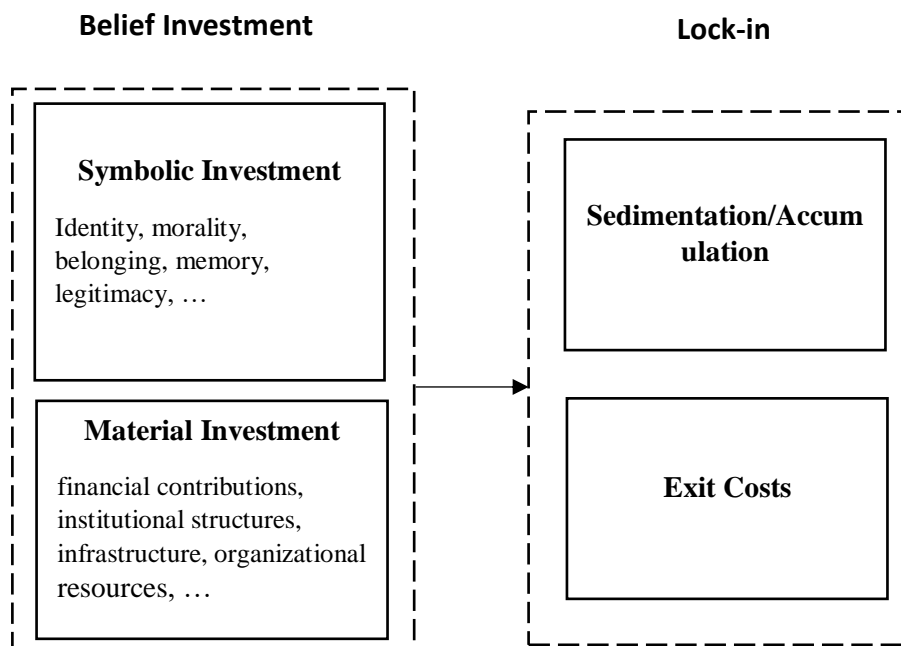 Belief Investment
Lock-in
Symbolic Investment
Identity, morality,
belonging, memory,
legitimacy, …
Material Investment
financial contributions,
institutional structures,
infrastructure, organizational
resources, …
Sedimentation/Accum
ulation
Exit Costs